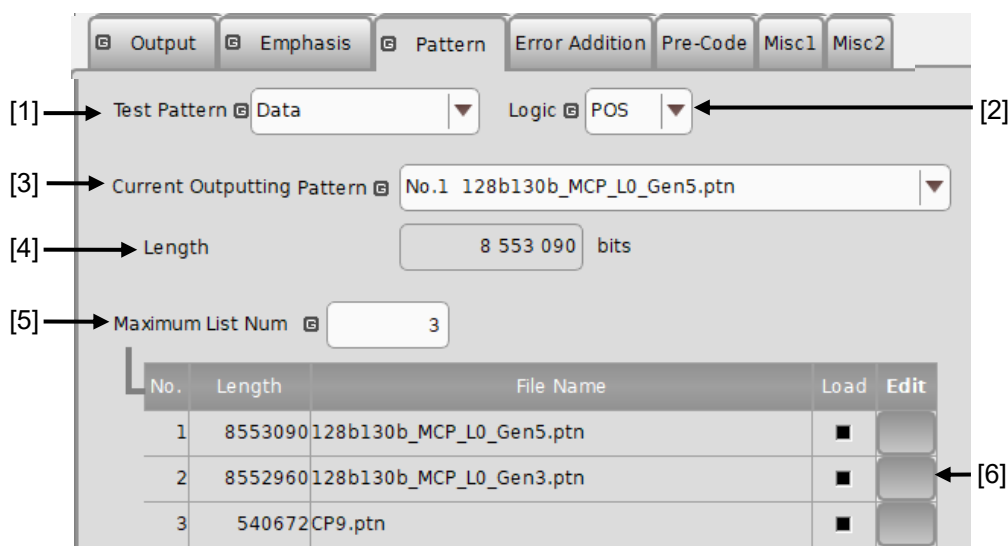 G Output G Emphasis G Pattern Error Addition Pre-Code Misc1 Misc2
[1] Test Pattern G Data Logic G POS [2]
[3] Current Outputting Pattern G No.1 128b130b_MCP_L0_Gen5.ptn
[4] Length 8 553 090 bits
[5] Maximum List Num G 3
No. Length File Name Load Edit
1 8553090 128b130b_MCP_L0_Gen5.ptn
2 8552960 128b130b_MCP_L0_Gen3.ptn [6]
3 540672 CP9.ptn